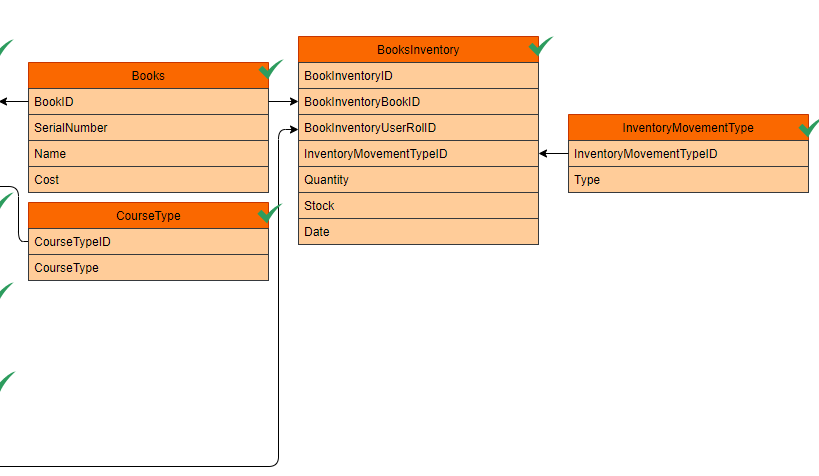 Books
BookID
SerialNumber
Name
Cost
CourseType
CourseTypeID
CourseType
BooksInventory
BookInventoryID
BookInventoryBookID
BookInventoryUserRolID
InventoryMovementTypeID
Quantity
Stock
Date
InventoryMovementType
InventoryMovementTypeID
Type